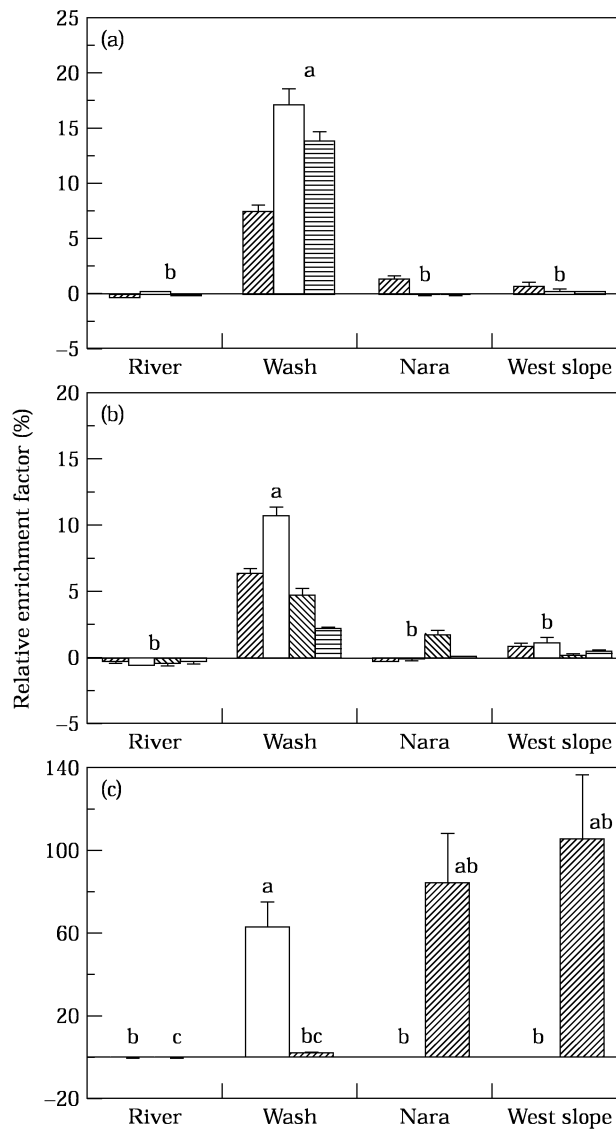 Relative enrichment factor (%)
(a)
25
20
15
10
5
0
−5
a
b
b
b
River Wash Nara West slope
(b)
20
15
10
5
0
−5
a
b
b
b
River Wash Nara West slope
(c)
140
100
60
20
−20
ab
ab
a
b c bc b b
River Wash Nara West slope